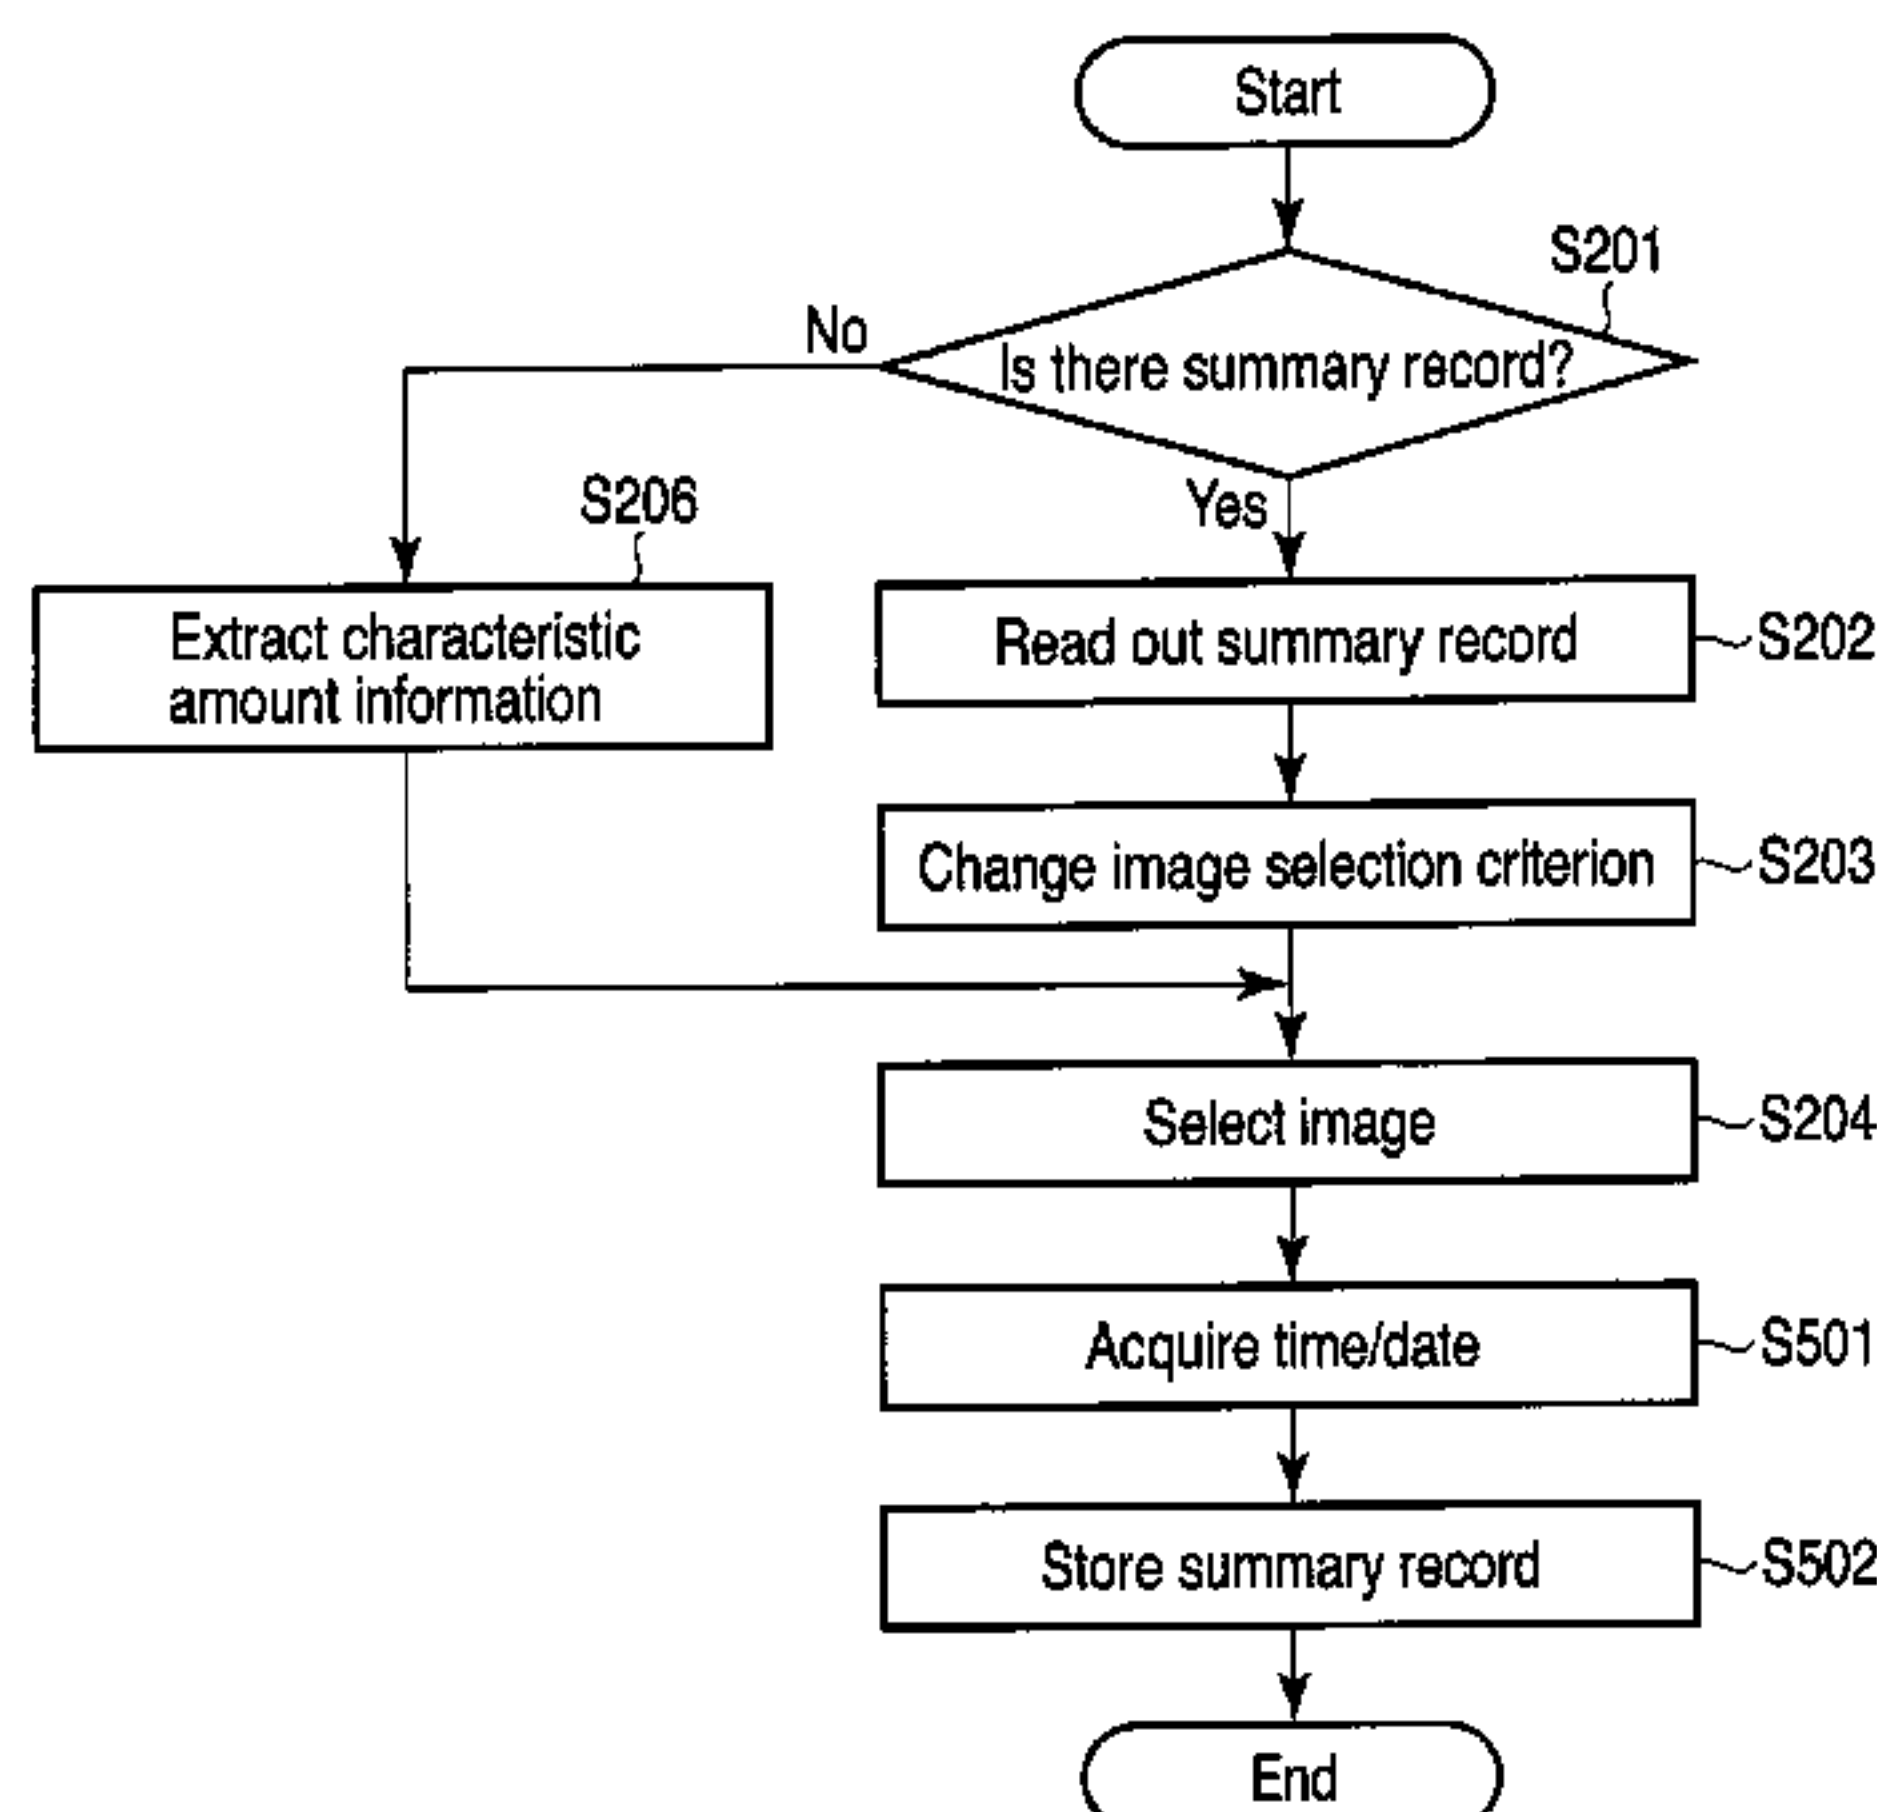 Start
S201
No
Is there summary record?
S206
Yes
Extract characteristic
amount information
Read out summary record
S202
Change image selection criterion
S203
Select image
S204
Acquire time/date
S501
Store summary record
S502
End